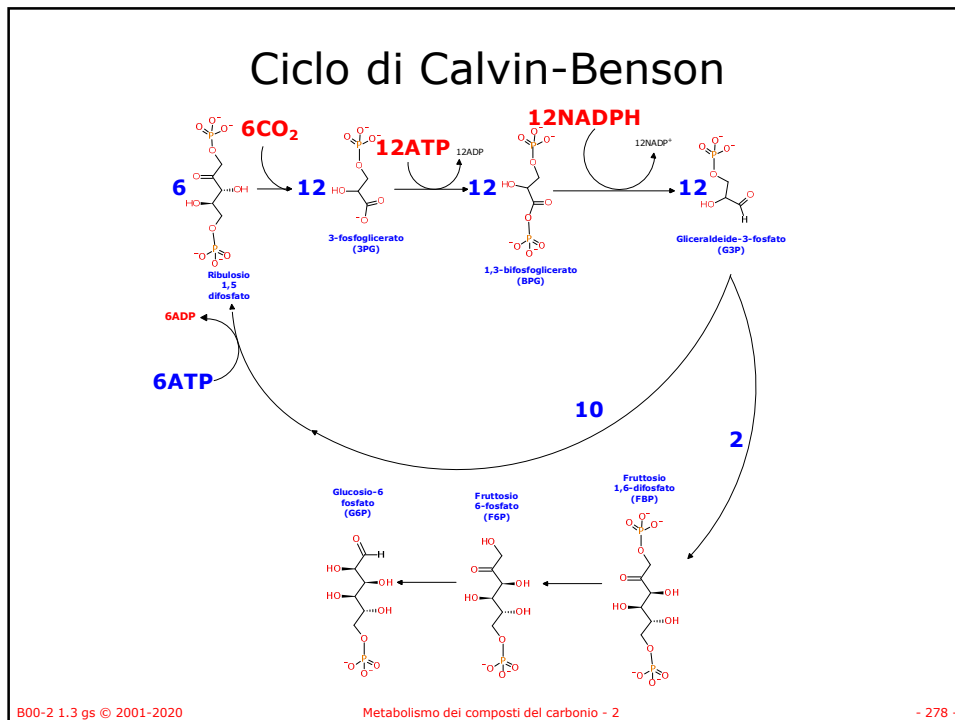 Ciclo di Calvin-Benson
6CO₂
12ATP
12ADP
12NADPH
12NADP⁺
6
12
12
12
3-fosfoglicerato
(3PG)
1,3-bifosfoglicerato
(BPG)
Gliceraldeide-3-fosfato
(G3P)
Ribulosio
1,5
difosfato
6ADP
6ATP
10
2
Glucosio-6
fosfato
(G6P)
Fruttosio
6-fosfato
(F6P)
Fruttosio
1,6-difosfato
(FBP)
B00-2 1.3 gs © 2001-2020
Metabolismo dei composti del carbonio - 2
- 278 -